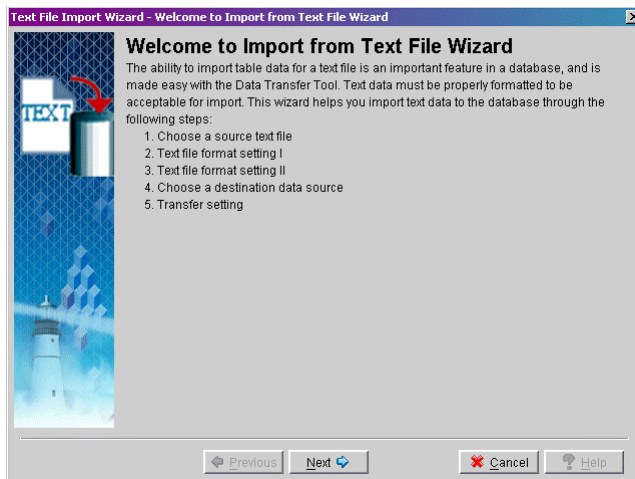 Text File Import Wizard - Welcome to Import from Text File Wizard
Welcome to Import from Text File Wizard
The ability to import table data for a text file is an important feature in a database, and is
made easy with the Data Transfer Tool. Text data must be properly formatted to be
acceptable for import. This wizard helps you import text data to the database through the
following steps:
1. Choose a source text file
2. Text file format setting I
3. Text file format setting II
4. Choose a destination data source
5. Transfer setting
TEXT
Previous Next Cancel Help